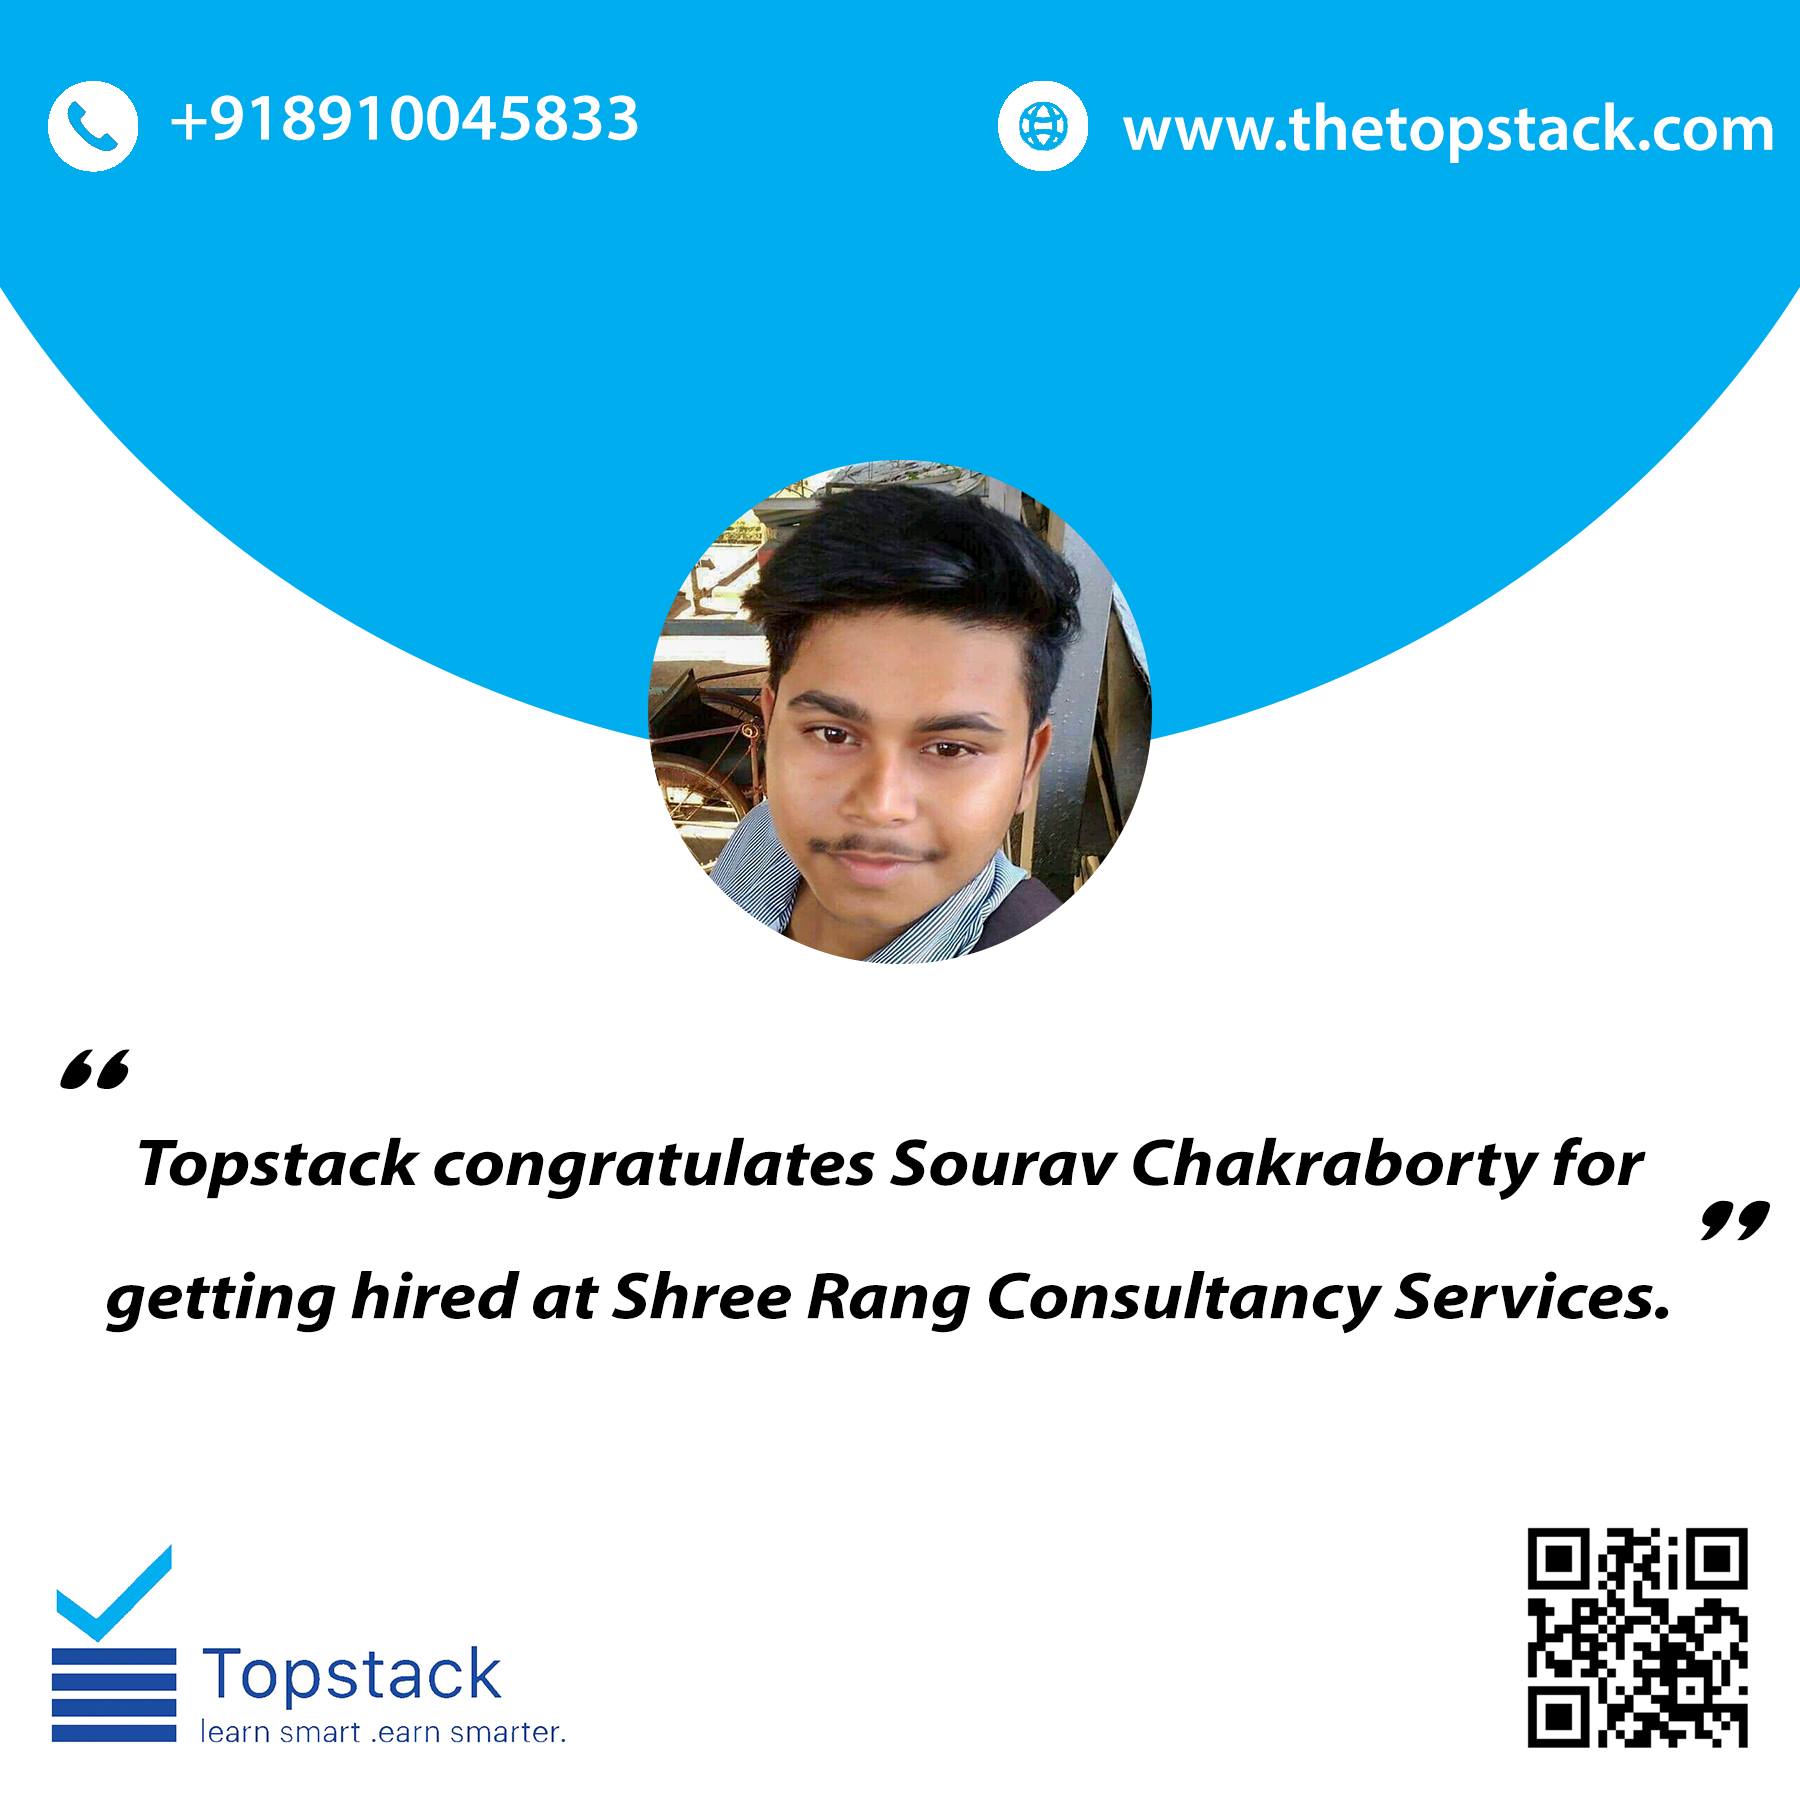 +918910045833
www.thetopstack.com
“
Topstack congratulates Sourav Chakraborty for
”
getting hired at Shree Rang Consultancy Services.
Topstack
learn smart .earn smarter.